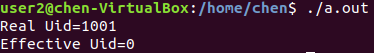 user2@chen-VirtualBox:/home/chen$ ./a.out
Real Uid=1001
Effective Uid=0